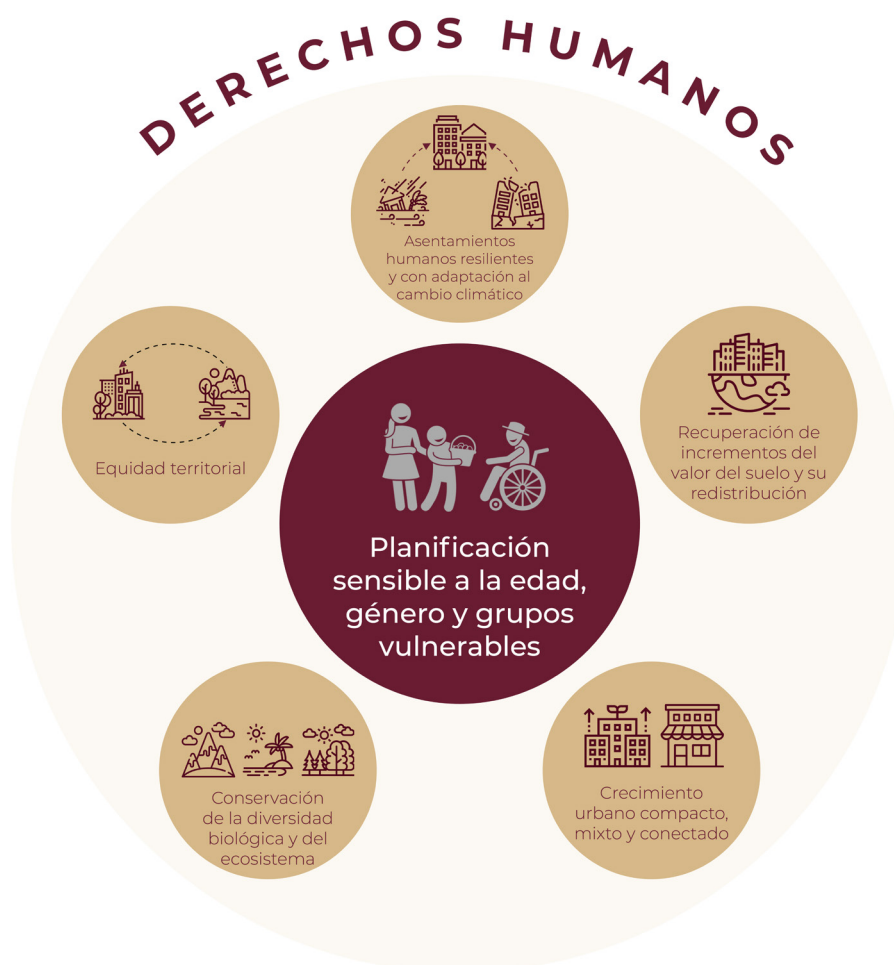 DERECHOS HUMANOS
Asentamientos
humanos resilientes
y con adaptación al
cambio climático
Equidad territorial
Recuperación de
incrementos del
valor del suelo y su
redistribución
Planificación
sensible a la edad,
género y grupos
vulnerables
Conservación
de la diversidad
biológica y del
ecosistema
Crecimiento
urbano compacto,
mixto y conectado